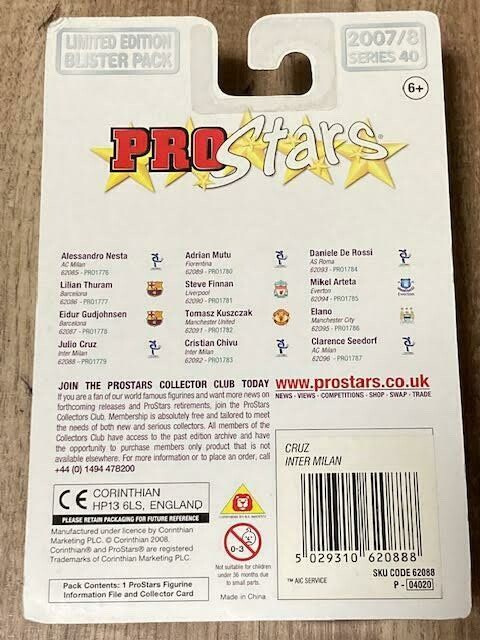 LIMITED EDITION
BLISTER PACK
2007/8
SERIES 40
6+
PROStars
Alessandro Nesta
AC Milan
62085 - PRO1776
Lilian Thuram
Barcelona
62086 - PRO1777
Eidur Gudjohnsen
Barcelona
62087 - PRO1778
Julio Cruz
Inter Milan
62088 - PRO1779
Adrian Mutu
Fiorentina
62089 - PRO1780
Steve Finnan
Liverpool
62090 - PRO1781
Tomasz Kuszczak
Manchester United
62091 - PRO1782
Cristian Chivu
Inter Milan
62092 - PRO1783
Daniele De Rossi
AS Roma
62093 - PRO1784
Mikel Arteta
Everton
62094 - PRO1785
Elano
Manchester City
62095 - PRO1786
Clarence Seedorf
AC Milan
62096 - PRO1787
JOIN THE PROSTARS COLLECTOR CLUB TODAY
If you are a fan of our world famous figurines and want more news on
forthcoming releases and ProStars retirements, join the ProStars
Collectors Club. Membership is absolutely free and tailored to meet
the needs of both new and serious collectors. All members of the
Collectors Club have access to the past edition archive and have
the opportunity to purchase members only product that is not
available elsewhere. For more information or to place an order, call
+44 (0) 1494 478200
www.prostars.co.uk
NEWS - VIEWS - COMPETITIONS - SHOP - SWAP - TRADE
CE CORINTHIAN
HP13 6LS, ENGLAND
PLEASE RETAIN PACKAGING FOR FUTURE REFERENCE
Manufactured under licence by Corinthian
Marketing PLC. © Corinthian 2008.
Corinthian® and ProStars® are registered
Trademarks of Corinthian Marketing PLC.
Pack Contents: 1 ProStars Figurine
Information File and Collector Card
0-3
Not suitable for children
under 36 months due
to small parts.
Made in China
CRUZ
INTER MILAN
5 029310 620888
SKU CODE 62088
™ AIC SERVICE
P - 04020